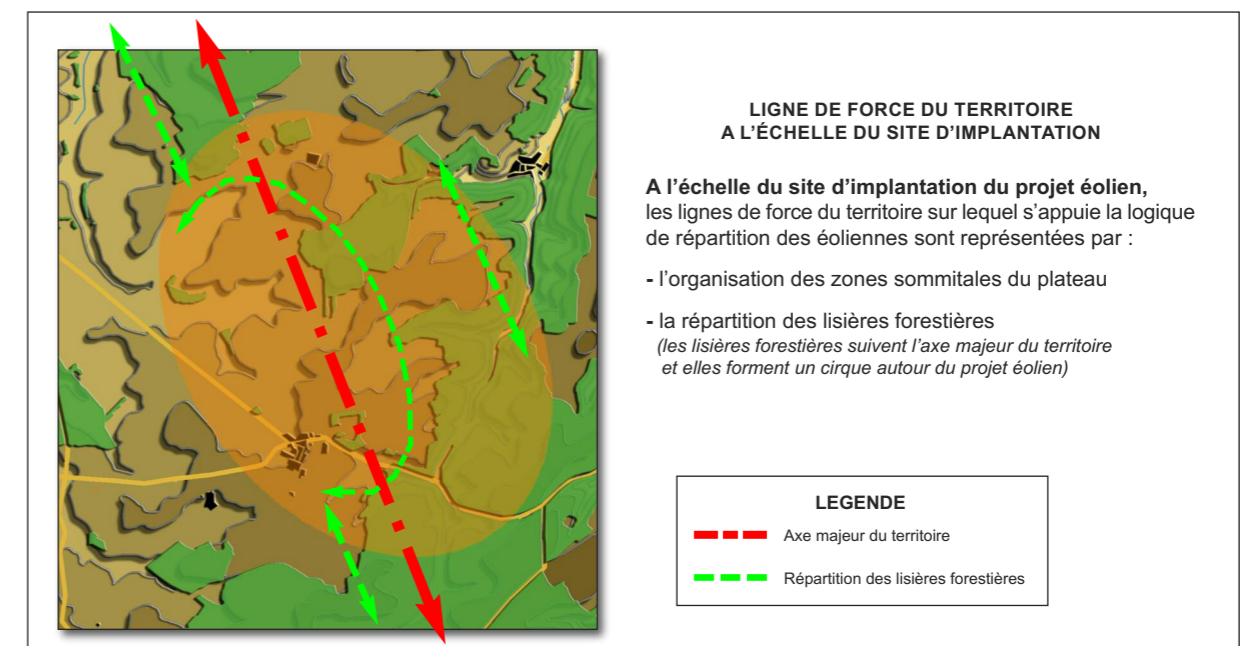 LIGNE DE FORCE DU TERRITOIRE
A L'ÉCHELLE DU SITE D'IMPLANTATION
A l'échelle du site d'implantation du projet éolien,
les lignes de force du territoire sur lequel s'appuie la logique
de répartition des éoliennes sont représentées par :
- l'organisation des zones sommitales du plateau
- la répartition des lisières forestières
(les lisières forestières suivent l'axe majeur du territoire
et elles forment un cirque autour du projet éolien)
LEGENDE
Axe majeur du territoire
Répartition des lisières forestières